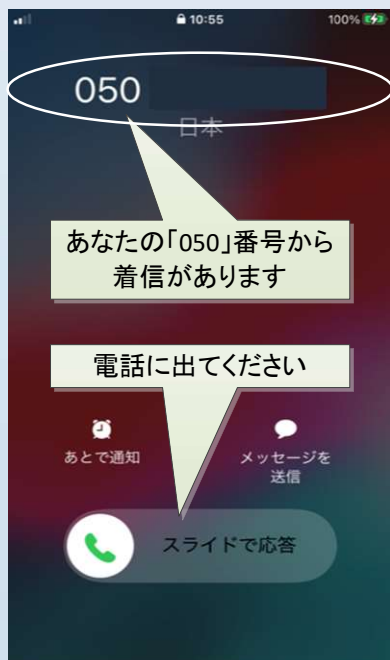 10:55
100%
050
日本
あなたの「050」番号から
着信があります
電話に出てください
あとで通知
メッセージを
送信
スライドで応答